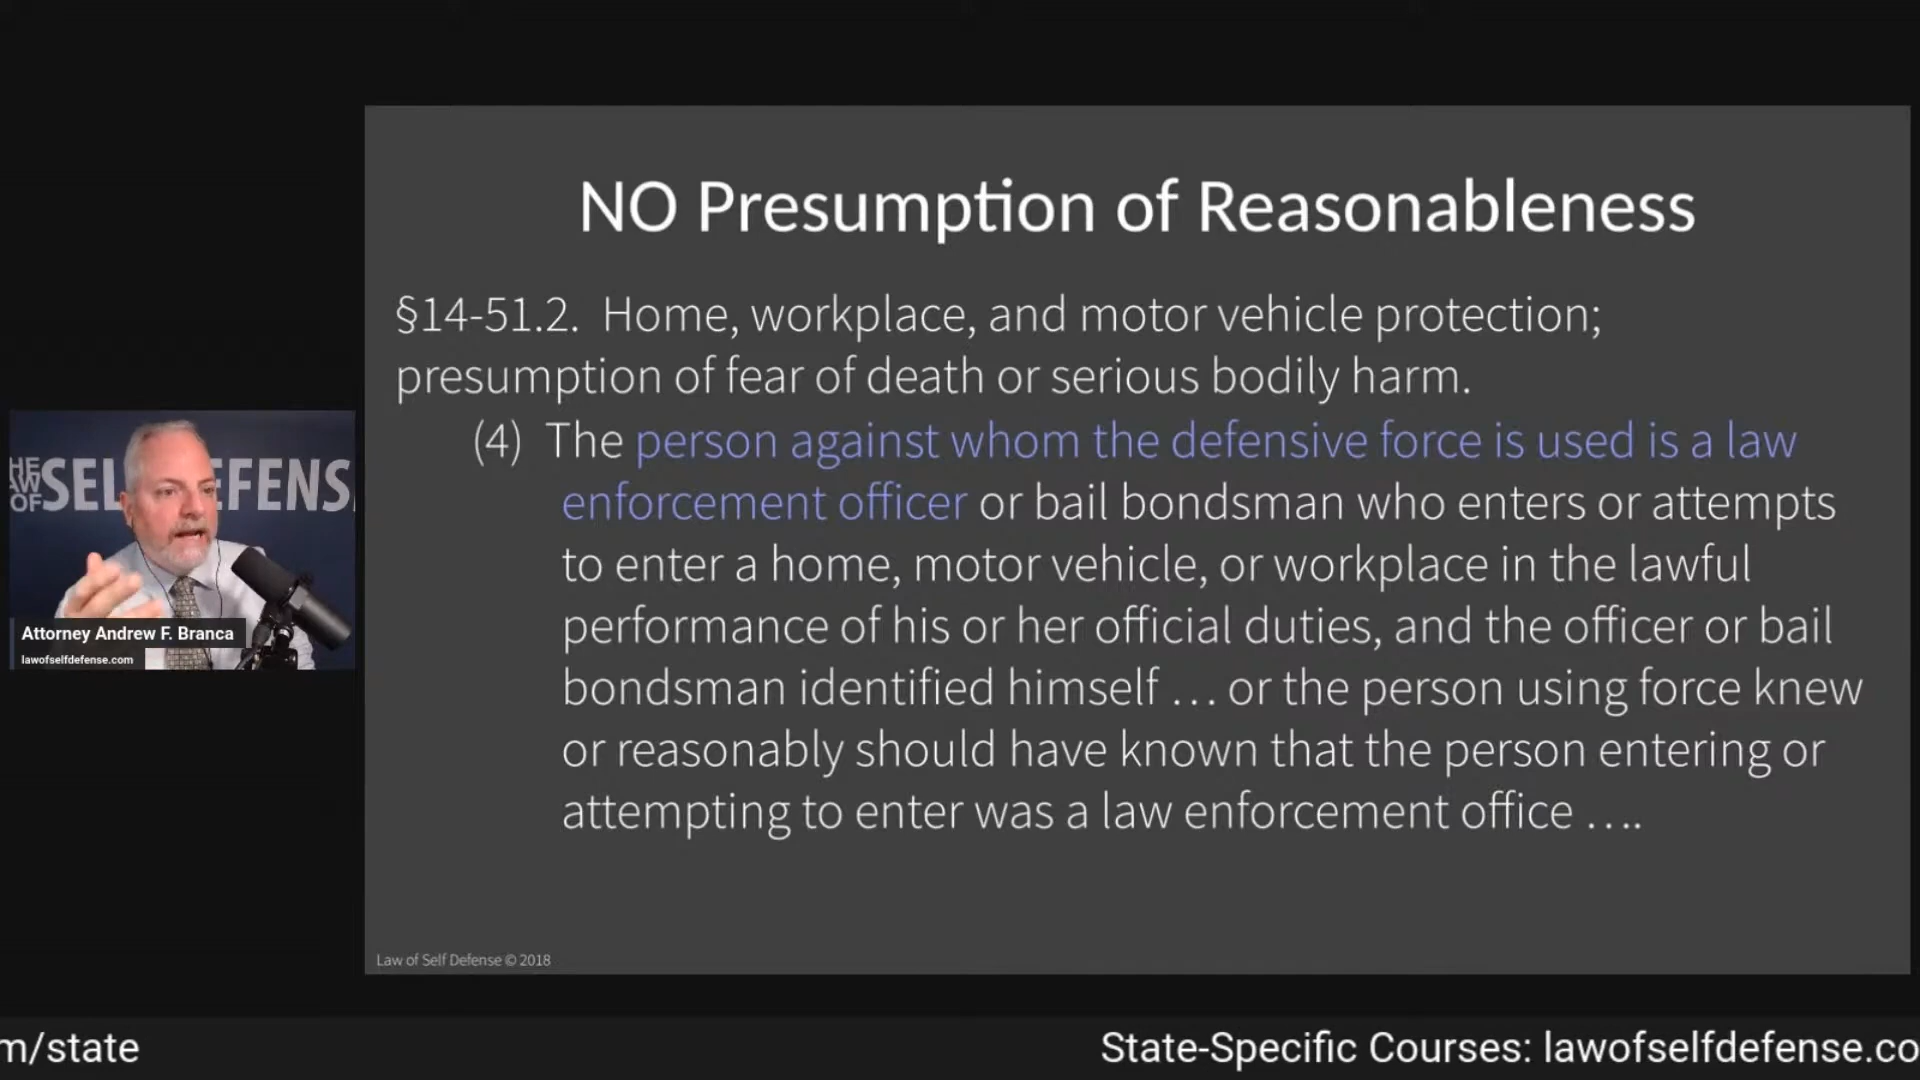 NO Presumption of Reasonableness
§14-51.2. Home, workplace, and motor vehicle protection;
presumption of fear of death or serious bodily harm.
(4) The person against whom the defensive force is used is a law
enforcement officer or bail bondsman who enters or attempts
to enter a home, motor vehicle, or workplace in the lawful
performance of his or her official duties, and the officer or bail
bondsman identified himself … or the person using force knew
or reasonably should have known that the person entering or
attempting to enter was a law enforcement office ….
Law of Self Defense © 2018
HE
AW
OF
SEL EFENS
Attorney Andrew F. Branca
lawofselfdefense.com
m/state
State-Specific Courses: lawofselfdefense.co